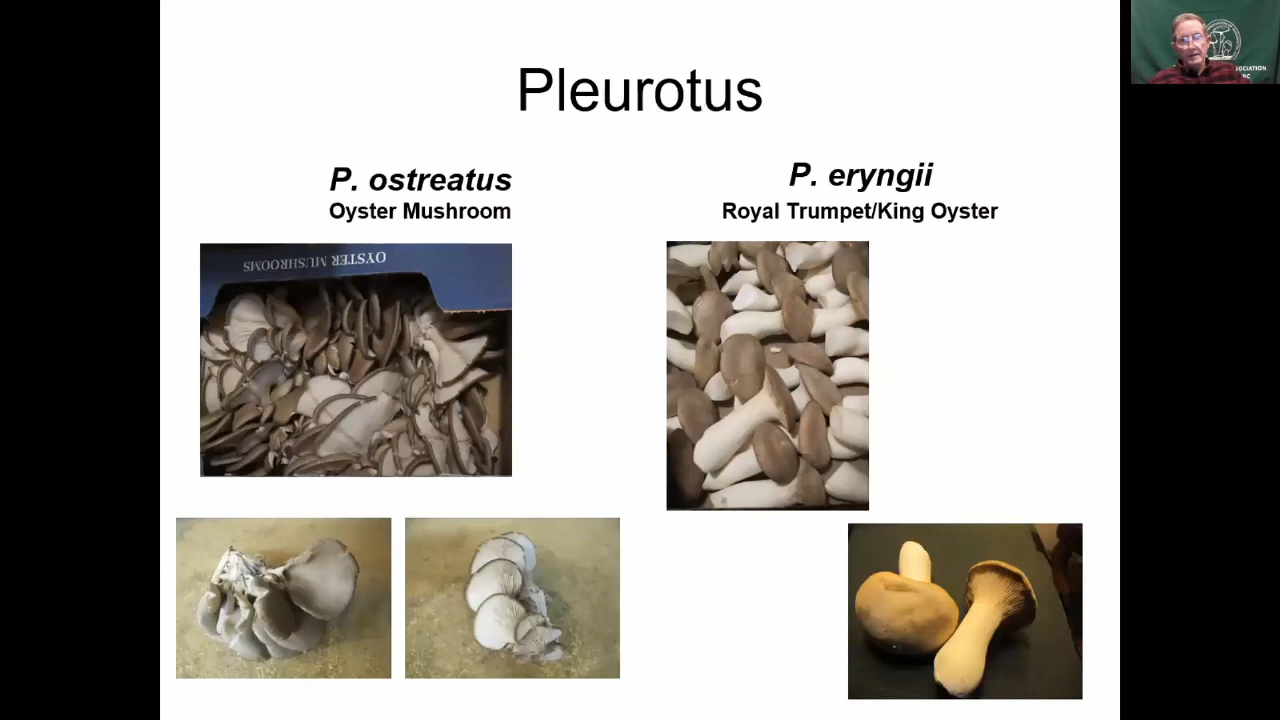 Pleurotus
P. ostreatus
Oyster Mushroom
P. eryngii
Royal Trumpet/King Oyster
OYSTER MUSHROOMS